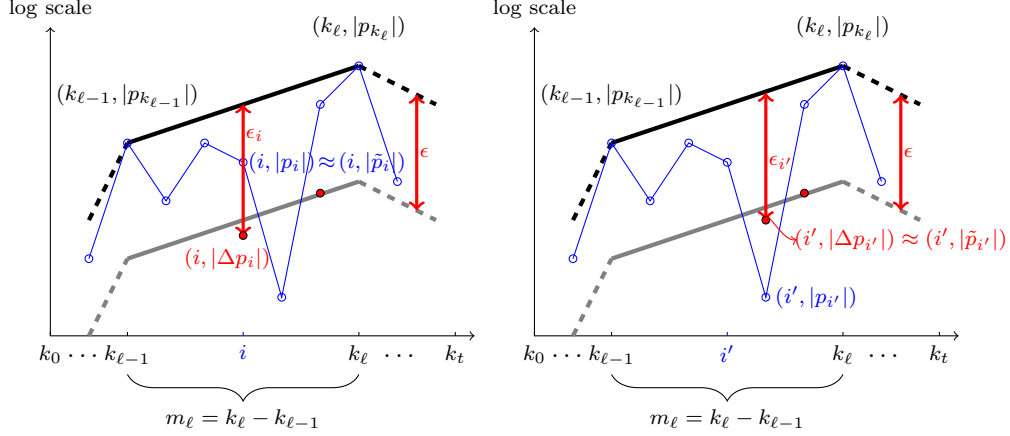 log scale
(k_ℓ, |p_{k_ℓ}|)
(k_{ℓ−1}, |p_{k_{ℓ−1}}|)
ϵ_i
ϵ
(i, |p_i|) ≈ (i, |p̃_i|)
(i, |Δp_i|)
k_0 ⋯ k_{ℓ−1} i k_ℓ ⋯ k_t
m_ℓ = k_ℓ − k_{ℓ−1}
log scale
(k_ℓ, |p_{k_ℓ}|)
(k_{ℓ−1}, |p_{k_{ℓ−1}}|)
ϵ_{i′}
ϵ
(i′, |Δp_{i′}|) ≈ (i′, |p̃_{i′}|)
(i′, |p_{i′}|)
k_0 ⋯ k_{ℓ−1} i′ k_ℓ ⋯ k_t
m_ℓ = k_ℓ − k_{ℓ−1}